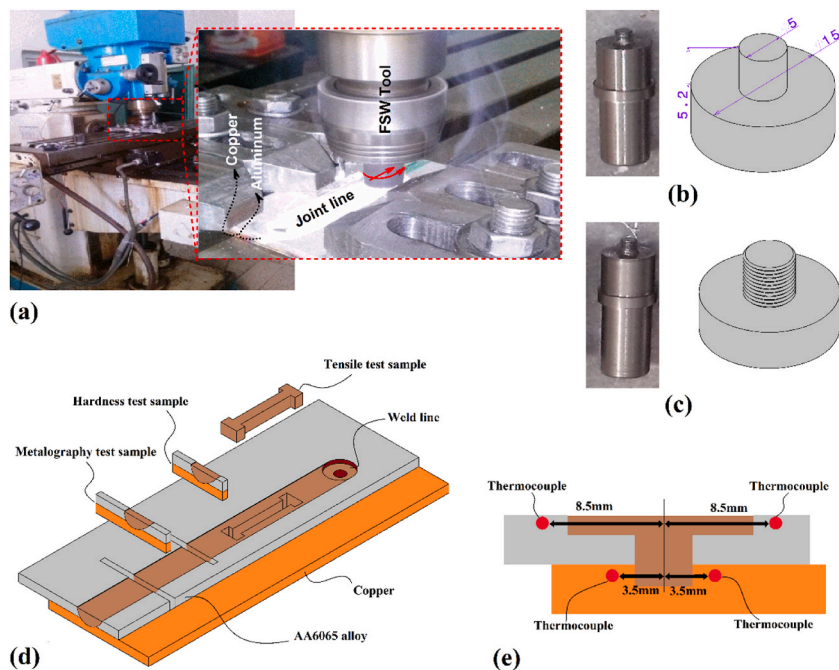 Copper
Aluminum
FSW Tool
Joint line
(a)
5
15
5.2
(b)
(c)
Tensile test sample
Hardness test sample
Weld line
Metalography test sample
Copper
AA6065 alloy
(d)
Thermocouple
Thermocouple
8.5mm
8.5mm
3.5mm
3.5mm
Thermocouple
Thermocouple
(e)